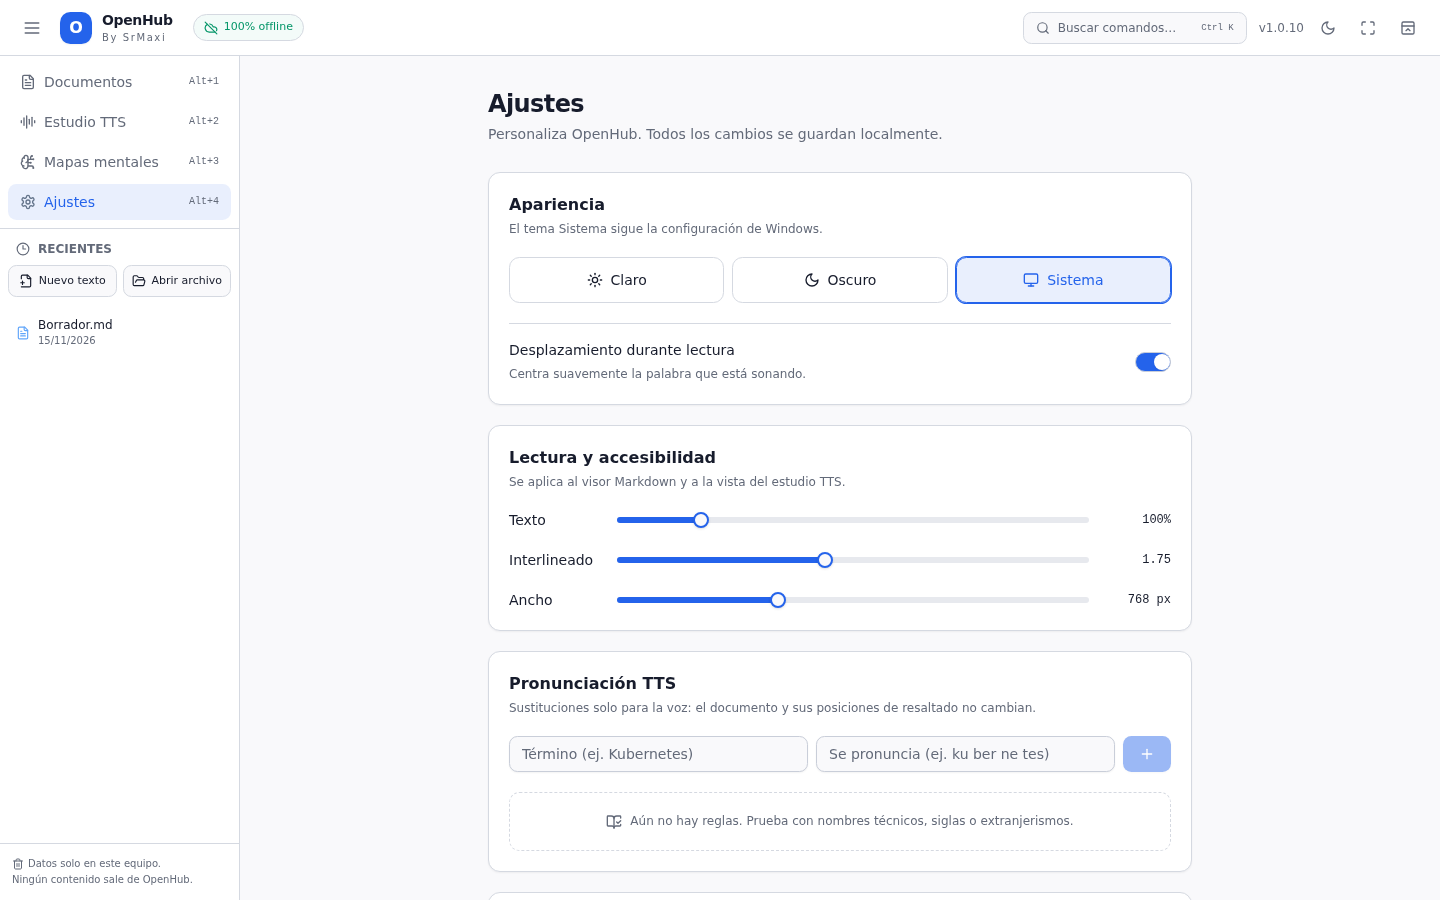 O
OpenHub
By SrMaxi
100% offline
Buscar comandos...
Ctrl K
v1.0.10
Documentos
Alt+1
Estudio TTS
Alt+2
Mapas mentales
Alt+3
Ajustes
Alt+4
RECIENTES
Nuevo texto
Abrir archivo
Borrador.md
15/11/2026
Datos solo en este equipo.
Ningún contenido sale de OpenHub.
Ajustes
Personaliza OpenHub. Todos los cambios se guardan localmente.
Apariencia
El tema Sistema sigue la configuración de Windows.
Claro
Oscuro
Sistema
Desplazamiento durante lectura
Centra suavemente la palabra que está sonando.
Lectura y accesibilidad
Se aplica al visor Markdown y a la vista del estudio TTS.
Texto
100%
Interlineado
1.75
Ancho
768 px
Pronunciación TTS
Sustituciones solo para la voz: el documento y sus posiciones de resaltado no cambian.
Término (ej. Kubernetes)
Se pronuncia (ej. ku ber ne tes)
Aún no hay reglas. Prueba con nombres técnicos, siglas o extranjerismos.